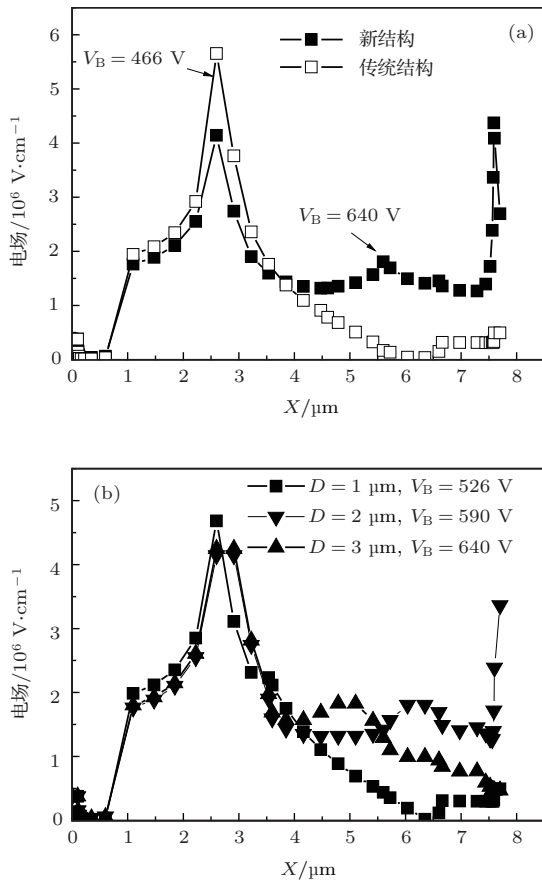 (a)
新结构
传统结构
V_B = 466 V
V_B = 640 V
6
5
4
3
2
1
0
电场/10⁶ V·cm⁻¹
0 1 2 3 4 5 6 7 8
X/µm
(b)
D = 1 µm, V_B = 526 V
D = 2 µm, V_B = 590 V
D = 3 µm, V_B = 640 V
5
4
3
2
1
0
电场/10⁶ V·cm⁻¹
0 1 2 3 4 5 6 7 8
X/µm